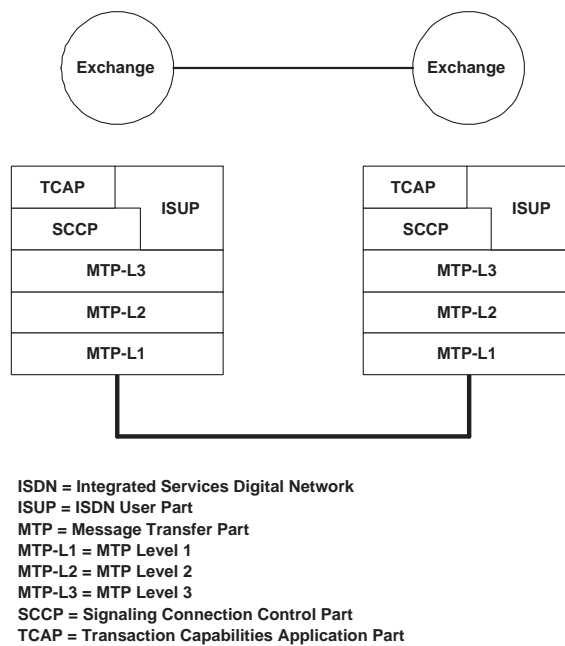 Exchange
Exchange
TCAP
ISUP
SCCP
MTP-L3
MTP-L2
MTP-L1
TCAP
ISUP
SCCP
MTP-L3
MTP-L2
MTP-L1
ISDN = Integrated Services Digital Network
ISUP = ISDN User Part
MTP = Message Transfer Part
MTP-L1 = MTP Level 1
MTP-L2 = MTP Level 2
MTP-L3 = MTP Level 3
SCCP = Signaling Connection Control Part
TCAP = Transaction Capabilities Application Part